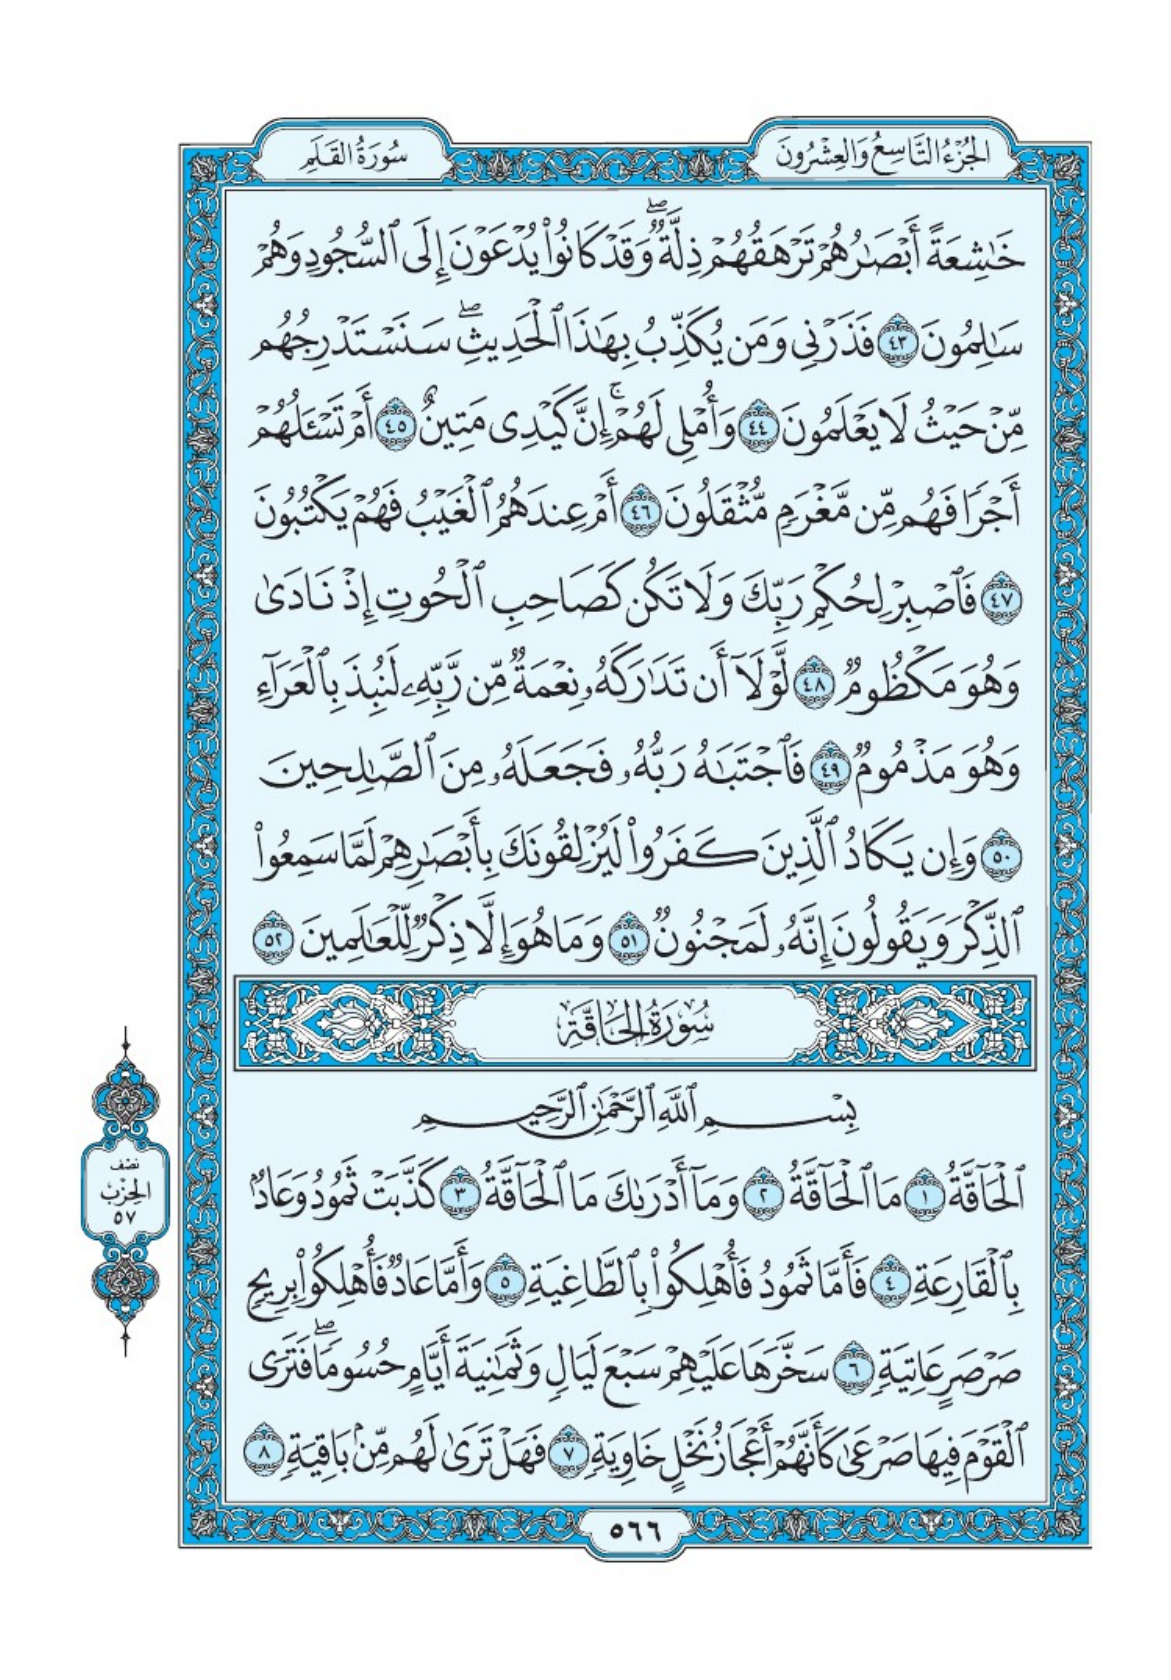 الجُزْءُ التَّاسِعُ وَالعِشْرُونَ
سُورَةُ القَلَمِ
خَٰشِعَةً أَبْصَٰرُهُمْ تَرْهَقُهُمْ ذِلَّةٌۖ وَقَدْ كَانُوا۟ يُدْعَوْنَ إِلَى ٱلسُّجُودِ وَهُمْ
سَٰلِمُونَ ٤٣ فَذَرْنِى وَمَن يُكَذِّبُ بِهَٰذَا ٱلْحَدِيثِۖ سَنَسْتَدْرِجُهُم
مِّنْ حَيْثُ لَا يَعْلَمُونَ ٤٤ وَأُمْلِى لَهُمْۚ إِنَّ كَيْدِى مَتِينٌ ٤٥ أَمْ تَسْـَٔلُهُمْ
أَجْرًا فَهُم مِّن مَّغْرَمٍ مُّثْقَلُونَ ٤٦ أَمْ عِندَهُمُ ٱلْغَيْبُ فَهُمْ يَكْتُبُونَ
٤٧ فَٱصْبِرْ لِحُكْمِ رَبِّكَ وَلَا تَكُن كَصَاحِبِ ٱلْحُوتِ إِذْ نَادَىٰ
وَهُوَ مَكْظُومٌ ٤٨ لَّوْلَآ أَن تَدَٰرَكَهُۥ نِعْمَةٌ مِّن رَّبِّهِۦ لَنُبِذَ بِٱلْعَرَآءِ
وَهُوَ مَذْمُومٌ ٤٩ فَٱجْتَبَٰهُ رَبُّهُۥ فَجَعَلَهُۥ مِنَ ٱلصَّٰلِحِينَ
٥٠ وَإِن يَكَادُ ٱلَّذِينَ كَفَرُوا۟ لَيُزْلِقُونَكَ بِأَبْصَٰرِهِمْ لَمَّا سَمِعُوا۟
ٱلذِّكْرَ وَيَقُولُونَ إِنَّهُۥ لَمَجْنُونٌ ٥١ وَمَا هُوَ إِلَّا ذِكْرٌ لِّلْعَٰلَمِينَ ٥٢
سُورَةُ الحَاقَّةِ
بِسْمِ ٱللَّهِ ٱلرَّحْمَٰنِ ٱلرَّحِيمِ
ٱلْحَآقَّةُ ١ مَا ٱلْحَآقَّةُ ٢ وَمَآ أَدْرَىٰكَ مَا ٱلْحَآقَّةُ ٣ كَذَّبَتْ ثَمُودُ وَعَادٌۢ
بِٱلْقَارِعَةِ ٤ فَأَمَّا ثَمُودُ فَأُهْلِكُوا۟ بِٱلطَّاغِيَةِ ٥ وَأَمَّا عَادٌ فَأُهْلِكُوا۟ بِرِيحٍ
صَرْصَرٍ عَاتِيَةٍ ٦ سَخَّرَهَا عَلَيْهِمْ سَبْعَ لَيَالٍ وَثَمَٰنِيَةَ أَيَّامٍ حُسُومًاۖ فَتَرَى
ٱلْقَوْمَ فِيهَا صَرْعَىٰ كَأَنَّهُمْ أَعْجَازُ نَخْلٍ خَاوِيَةٍ ٧ فَهَلْ تَرَىٰ لَهُم مِّنۢ بَاقِيَةٍ ٨
نصف
الحِزْبُ
٥٧
٥٦٦